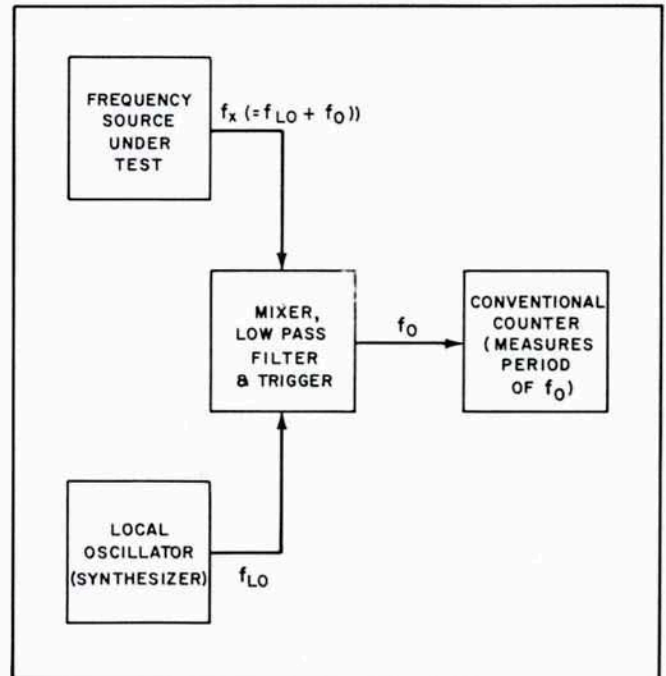 FREQUENCY
SOURCE
UNDER
TEST
fX (=fLO + fO))
MIXER,
LOW PASS
FILTER
& TRIGGER
fO
CONVENTIONAL
COUNTER
(MEASURES
PERIOD
OF fO)
LOCAL
OSCILLATOR
(SYNTHESIZER)
fLO